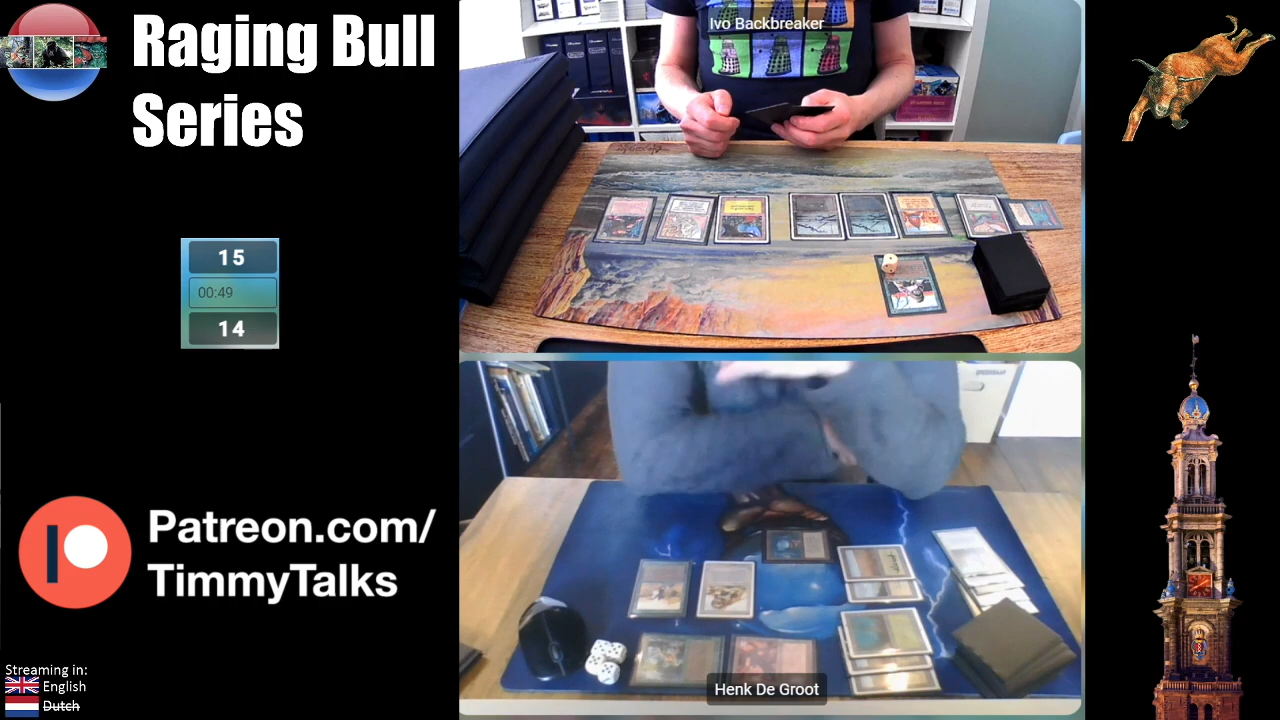 Raging Bull
Series
15
00:49
14
Patreon.com/
TimmyTalks
Streaming in:
English
Dutch
Ivo Backbreaker
Henk De Groot